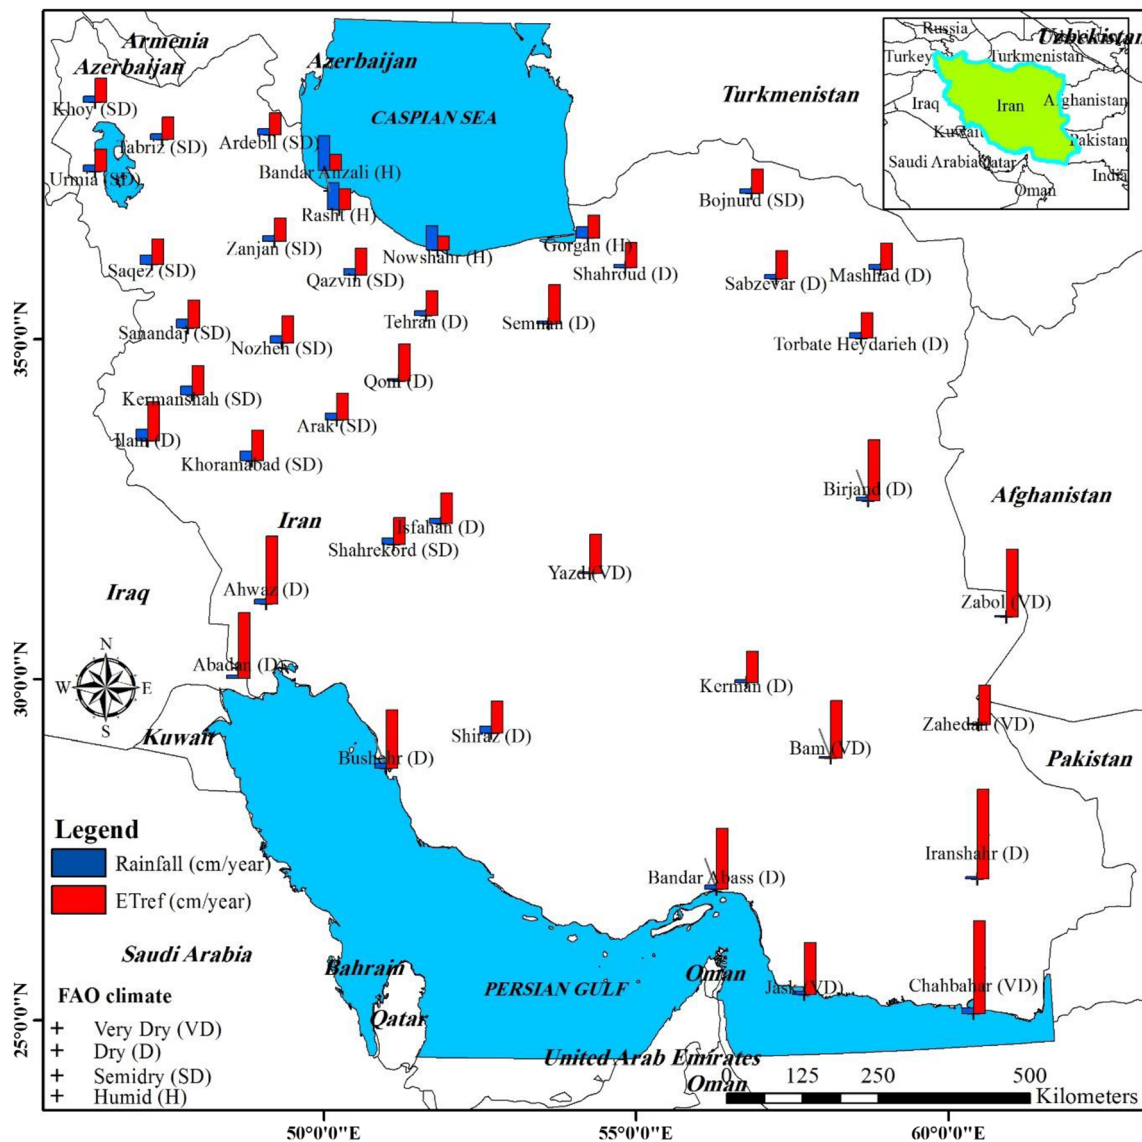 Armenia
Azerbaijan
Azerbaijan
CASPIAN SEA
Turkmenistan
Uzbekistan
Russia
Turkey
Turkmenistan
Iraq
Iran
Afghanistan
Kuwait
Pakistan
Saudi Arabia
Qatar
India
Oman
Khoy (SD)
Tabriz (SD)
Ardebil (SD)
Urmia (SD)
Bandar Anzali (H)
Rasht (H)
Bojnurd (SD)
Zanjan (SD)
Nowshahr (H)
Gorgan (H)
Saqez (SD)
Qazvin (SD)
Shahroud (D)
Sabzevar (D)
Mashhad (D)
Sanandaj (SD)
Tehran (D)
Semnan (D)
Nozheh (SD)
Torbate Heydarieh (D)
35°0'0"N
Qom (D)
Kermanshah (SD)
Arak (SD)
Ilam (D)
Khoramabad (SD)
Birjand (D)
Afghanistan
Iran
Isfahan (D)
Shahrekord (SD)
Yazd (VD)
Iraq
Ahwaz (D)
Zabol (VD)
N
W
E
S
Abadan (D)
30°0'0"N
Kerman (D)
Kuwait
Shiraz (D)
Zahedan (VD)
Bushehr (D)
Bam (VD)
Pakistan
Legend
Rainfall (cm/year)
ETref (cm/year)
Iranshahr (D)
Bandar Abass (D)
Saudi Arabia
Bahrain
PERSIAN GULF
Oman
Jask (VD)
Chahbahar (VD)
FAO climate
Qatar
Very Dry (VD)
Dry (D)
Semidry (SD)
Humid (H)
25°0'0"N
United Arab Emirates
Oman
0 125 250 500
Kilometers
50°0'0"E
55°0'0"E
60°0'0"E